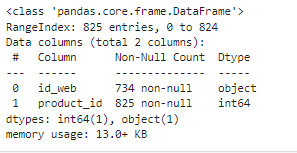 <class 'pandas.core.frame.DataFrame'>
RangeIndex: 825 entries, 0 to 824
Data columns (total 2 columns):
#   Column      Non-Null Count  Dtype
---  ------      --------------  -----
0   id_web      734 non-null    object
1   product_id  825 non-null    int64
dtypes: int64(1), object(1)
memory usage: 13.0+ KB